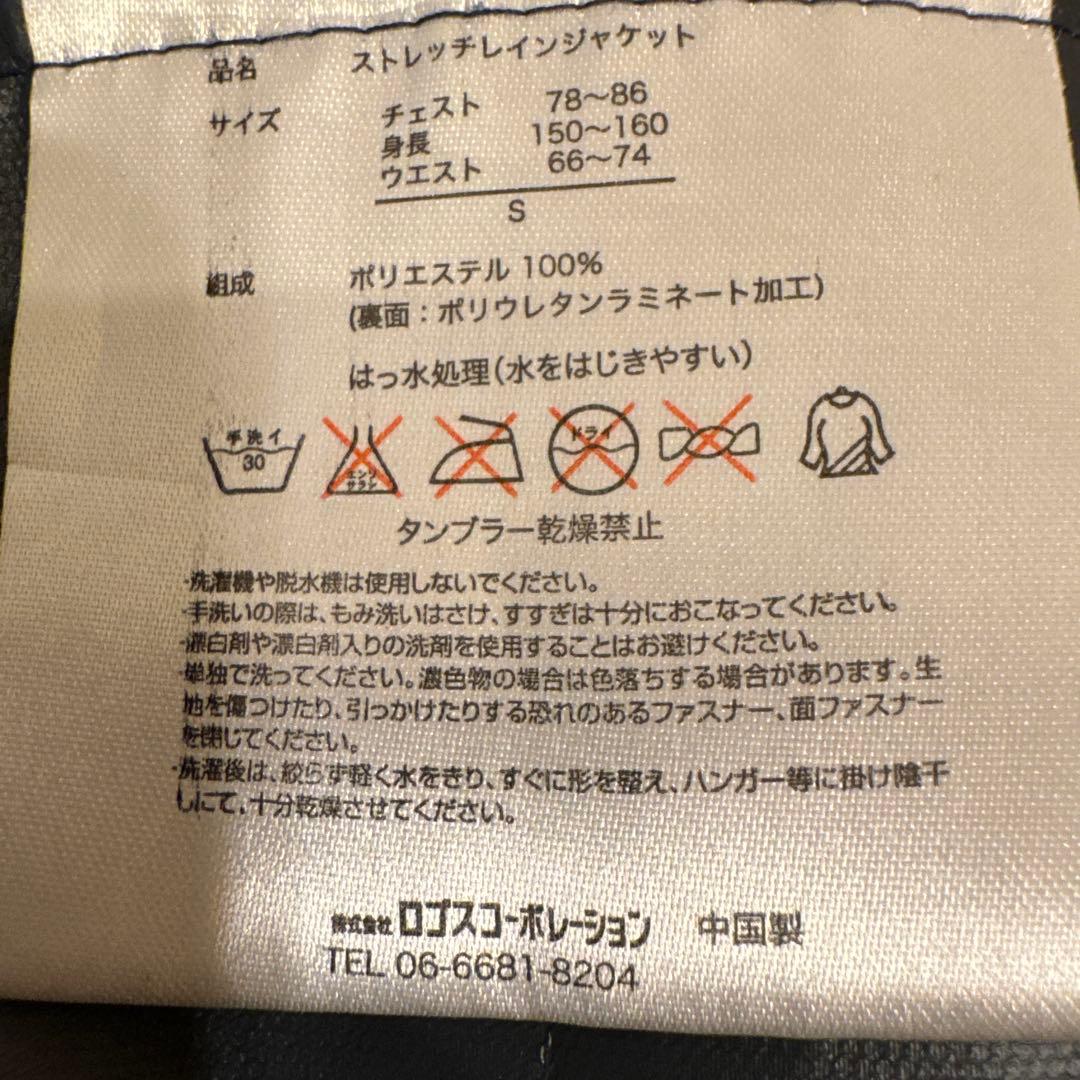 品名 ストレッチレインジャケット
サイズ チェスト 78〜86
身長 150〜160
ウエスト 66〜74
S
組成 ポリエステル 100%
(裏面：ポリウレタンラミネート加工)
はっ水処理(水をはじきやすい)
手洗イ 30 エンソ サラシ ドライ
タンブラー乾燥禁止
・洗濯機や脱水機は使用しないでください。
・手洗いの際は、もみ洗いはさけ、すすぎは十分におこなってください。
・漂白剤や漂白剤入りの洗剤を使用することはお避けください。
・単独で洗ってください。濃色物の場合は色落ちする場合があります。生
地を傷つけたり、引っかけたりする恐れのあるファスナー、面ファスナー
を閉じてください。
・洗濯後は、絞らず軽く水をきり、すぐに形を整え、ハンガー等に掛け陰干
しにて、十分乾燥させてください。
株式会社 ロゴスコーポレーション 中国製
TEL 06-6681-8204